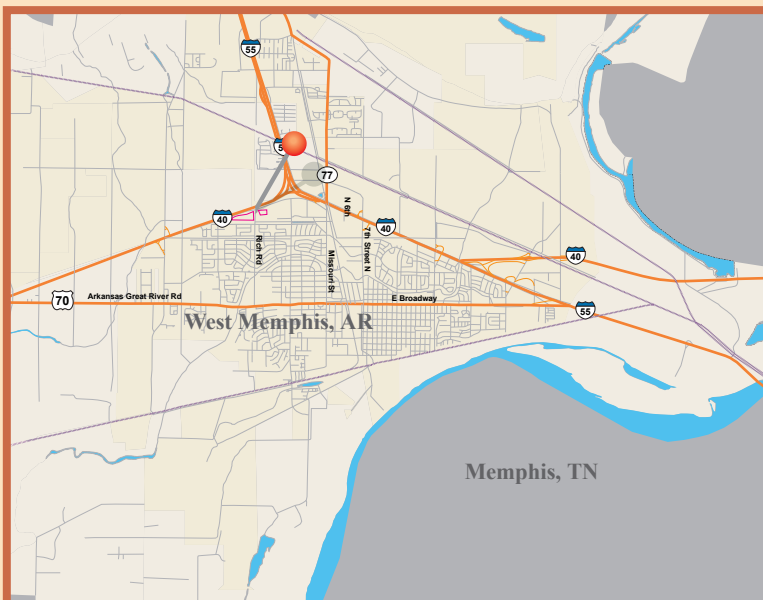 55
5
77
40
N 6th
7th Street N
40
Rich Rd
Missouri St
40
70
Arkansas Great River Rd
E Broadway
55
West Memphis, AR
Memphis, TN